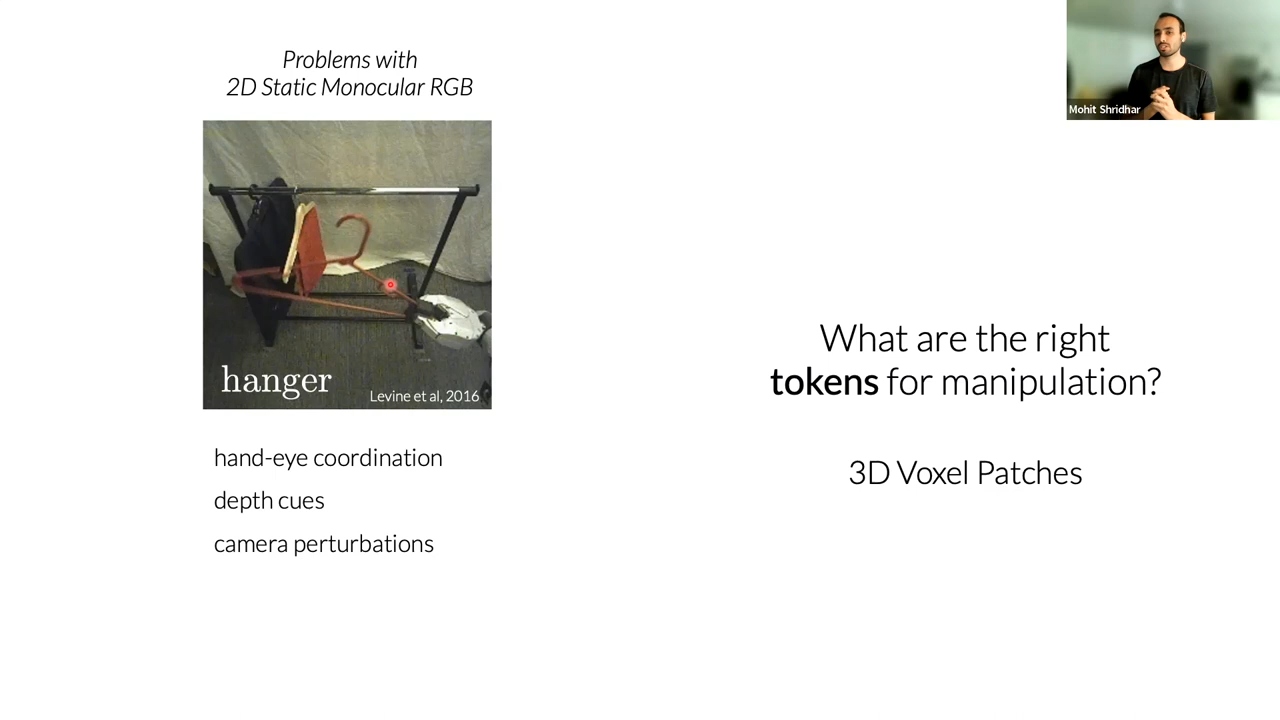 Problems with
2D Static Monocular RGB
hanger
Levine et al, 2016
hand-eye coordination
depth cues
camera perturbations
What are the right
tokens for manipulation?
3D Voxel Patches
Mohit Shridhar